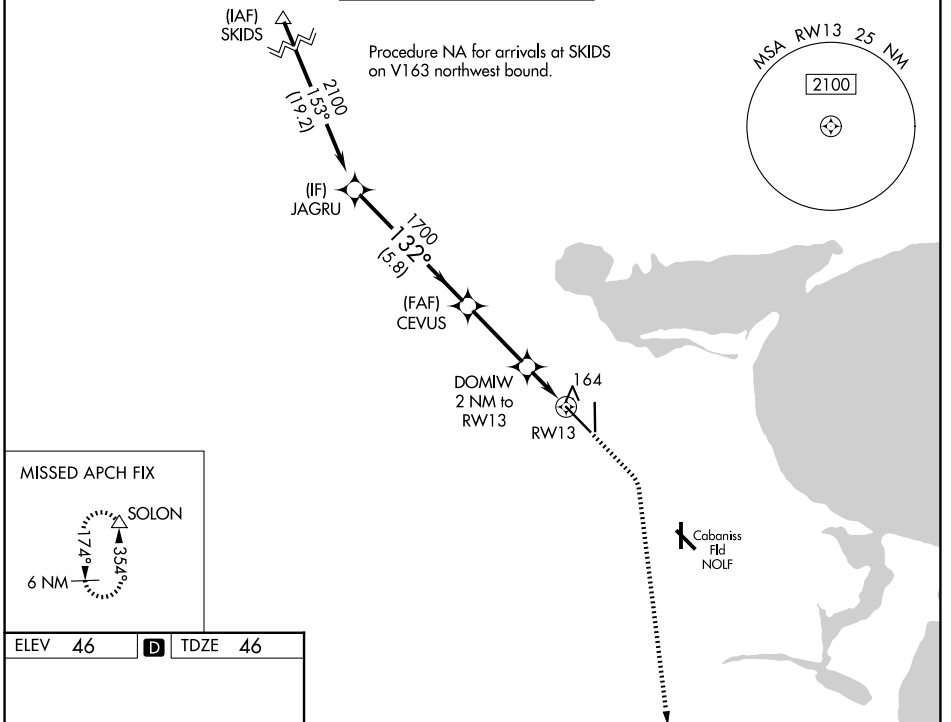 (IAF)
SKIDS
Procedure NA for arrivals at SKIDS
on V163 northwest bound.
MSA RW13 25 NM
2100
2100
153°
(19.2)
(IF)
JAGRU
1700
132°
(5.8)
(FAF)
CEVUS
DOMIW
2 NM to
RW13
164
RW13
MISSED APCH FIX
SOLON
174°
354°
6 NM
Cabaniss
Fld
NOLF
ELEV 46 D TDZE 46